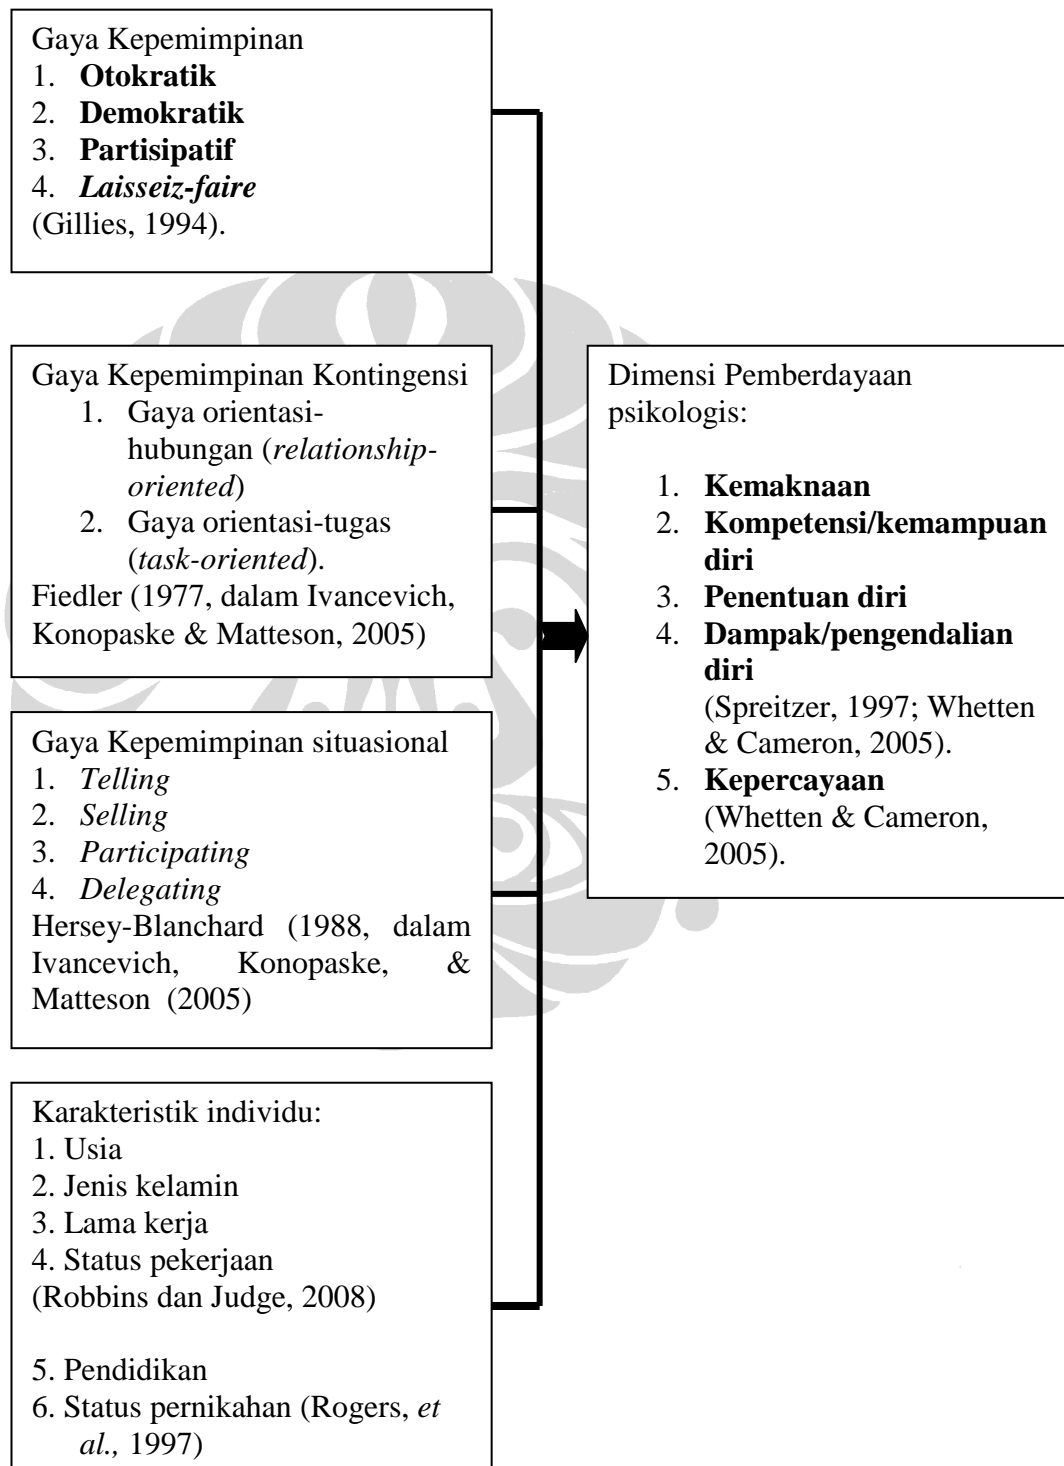 Gaya Kepemimpinan
1. Otokratik
2. Demokratik
3. Partisipatif
4. Laisseiz-faire
(Gillies, 1994).
Gaya Kepemimpinan Kontingensi
1. Gaya orientasi-
hubungan (relationship-
oriented)
2. Gaya orientasi-tugas
(task-oriented).
Fiedler (1977, dalam Ivancevich,
Konopaske & Matteson, 2005)
Gaya Kepemimpinan situasional
1. Telling
2. Selling
3. Participating
4. Delegating
Hersey-Blanchard (1988, dalam
Ivancevich, Konopaske, &
Matteson (2005)
Karakteristik individu:
1. Usia
2. Jenis kelamin
3. Lama kerja
4. Status pekerjaan
(Robbins dan Judge, 2008)
5. Pendidikan
6. Status pernikahan (Rogers, et
al., 1997)
Dimensi Pemberdayaan
psikologis:
1. Kemaknaan
2. Kompetensi/kemampuan
diri
3. Penentuan diri
4. Dampak/pengendalian
diri
(Spreitzer, 1997; Whetten
& Cameron, 2005).
5. Kepercayaan
(Whetten & Cameron,
2005).